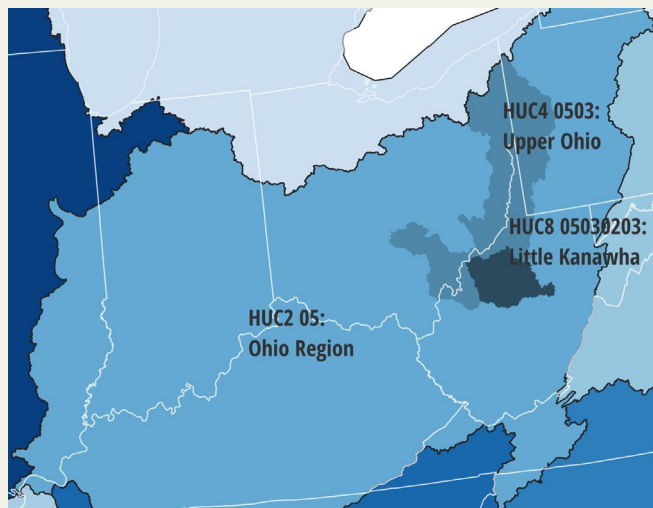 HUC4 0503:
Upper Ohio
HUC8 05030203:
Little Kanawha
HUC2 05:
Ohio Region